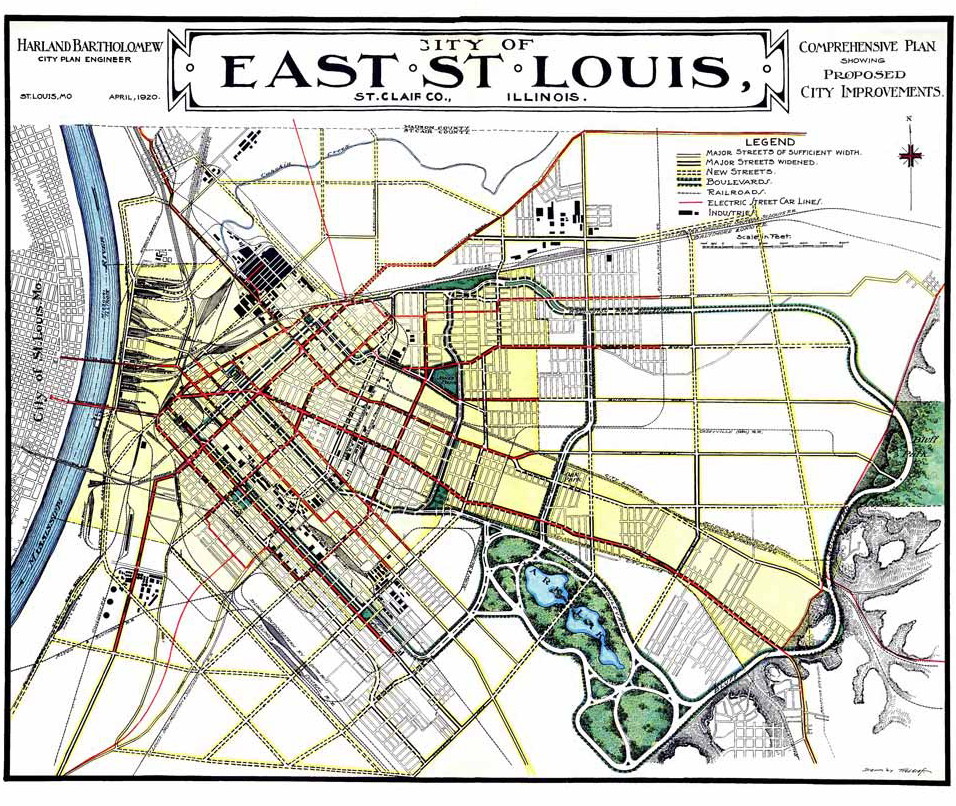 HARLAND BARTHOLOMEW
CITY PLAN ENGINEER
ST. LOUIS, MO APRIL, 1920.
CITY OF
EAST ST LOUIS,
ST. CLAIR CO., ILLINOIS.
COMPREHENSIVE PLAN
SHOWING
PROPOSED
CITY IMPROVEMENTS.
N
MADISON COUNTY
ST. CLAIR COUNTY
LEGEND
MAJOR STREETS OF SUFFICIENT WIDTH.
MAJOR STREETS WIDENED.
NEW STREETS.
BOULEVARDS.
RAILROADS.
ELECTRIC STREET CAR LINES.
INDUSTRIES
Scale in Feet.
Creek
City of St. Louis Mo.
MISSISSIPPI
RIVER
Bluff
Park